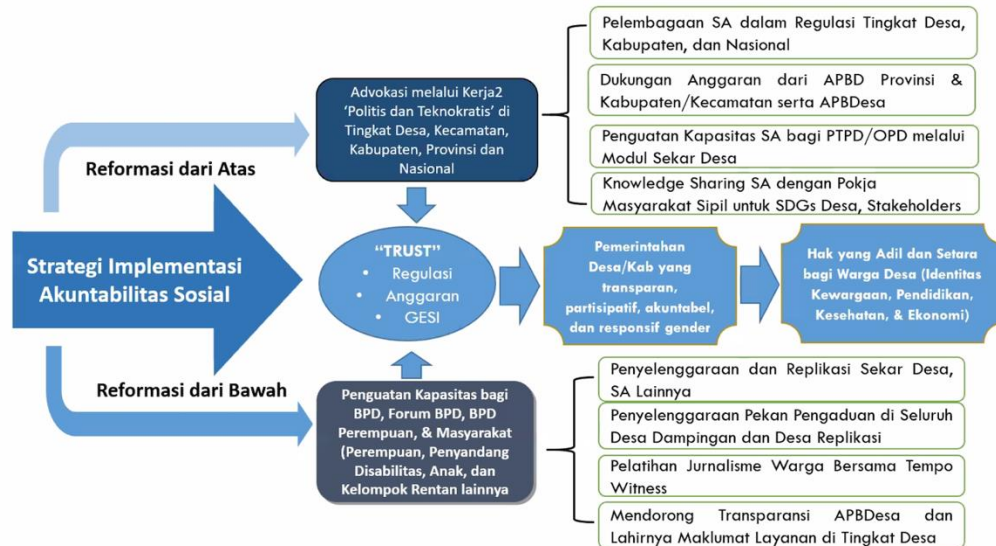 Pelembagaan SA dalam Regulasi Tingkat Desa,
Kabupaten, dan Nasional
Dukungan Anggaran dari APBD Provinsi &
Kabupaten/Kecamatan serta APBDesa
Penguatan Kapasitas SA bagi PTPD/OPD melalui
Modul Sekar Desa
Knowledge Sharing SA dengan Pokja
Masyarakat Sipil untuk SDGs Desa, Stakeholders
Advokasi melalui Kerja2
'Politis dan Teknokratis' di
Tingkat Desa, Kecamatan,
Kabupaten, Provinsi dan
Nasional
Reformasi dari Atas
Strategi Implementasi
Akuntabilitas Sosial
Reformasi dari Bawah
"TRUST"
• Regulasi
• Anggaran
• GESI
Pemerintahan
Desa/Kab yang
transparan,
partisipatif, akuntabel,
dan responsif gender
Hak yang Adil dan Setara
bagi Warga Desa (Identitas
Kewargaan, Pendidikan,
Kesehatan, & Ekonomi)
Penguatan Kapasitas bagi
BPD, Forum BPD, BPD
Perempuan, & Masyarakat
(Perempuan, Penyandang
Disabilitas, Anak, dan
Kelompok Rentan lainnya
Penyelenggaraan dan Replikasi Sekar Desa,
SA Lainnya
Penyelenggaraan Pekan Pengaduan di Seluruh
Desa Dampingan dan Desa Replikasi
Pelatihan Jurnalisme Warga Bersama Tempo
Witness
Mendorong Transparansi APBDesa dan
Lahirnya Maklumat Layanan di Tingkat Desa